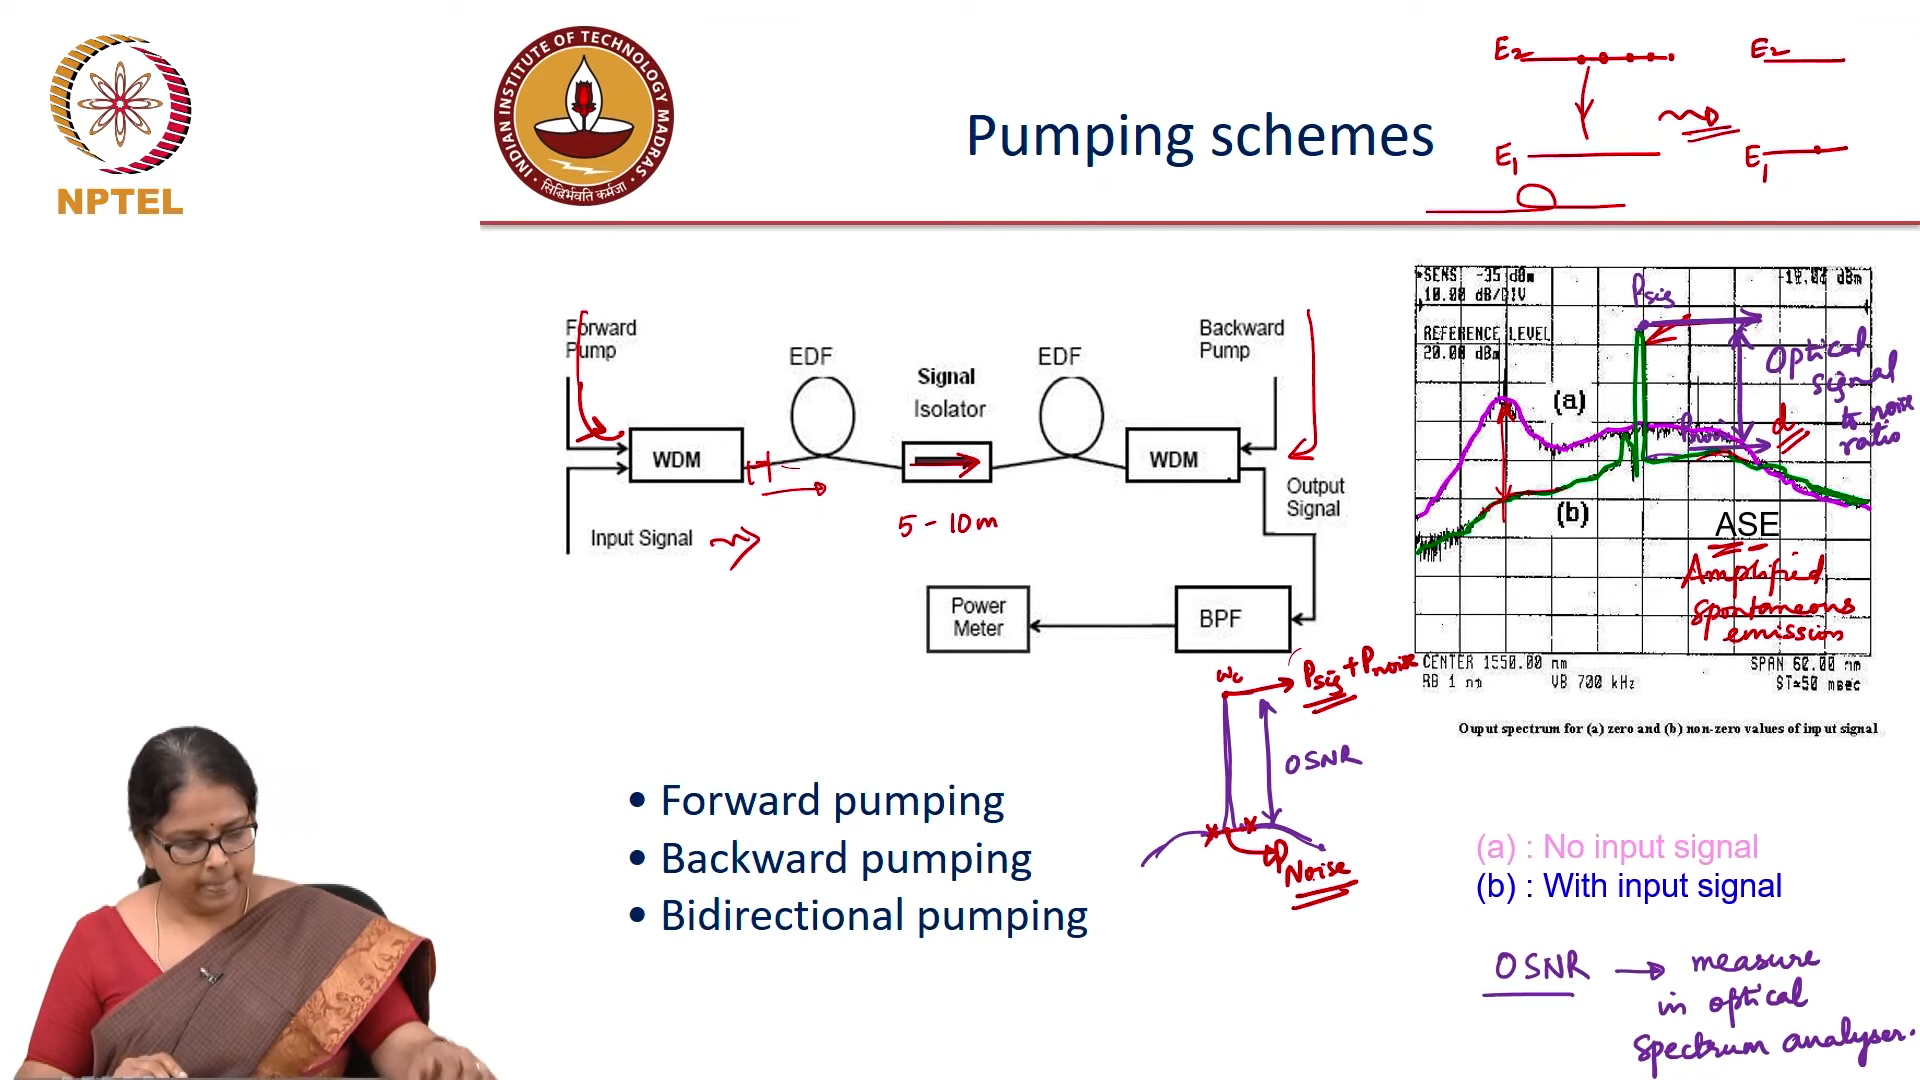 NPTEL
INDIAN INSTITUTE OF TECHNOLOGY MADRAS
सिद्धिर्भवति कर्मजा
Pumping schemes
E2
E1
E2
E1
Forward
Pump
EDF
Signal
Isolator
EDF
Backward
Pump
WDM
WDM
5 - 10 m
Input Signal
Output
Signal
Power
Meter
BPF
SENS -35 dBm
10.00 dB/DIV
REFERENCE LEVEL
20.00 dBm
Psig
Optical
signal
to noise
ratio
(a)
(b)
ASE
Amplified
spontaneous
emission
CENTER 1550.00 nm
SPAN 60.00 nm
RB 1 nm
VB 700 kHz
ST≈50 msec
Ouput spectrum for (a) zero and (b) non-zero values of input signal
Psig + Pnoise
OSNR
PNoise
• Forward pumping
• Backward pumping
• Bidirectional pumping
(a) : No input signal
(b) : With input signal
OSNR → measure
in optical
spectrum analyser.